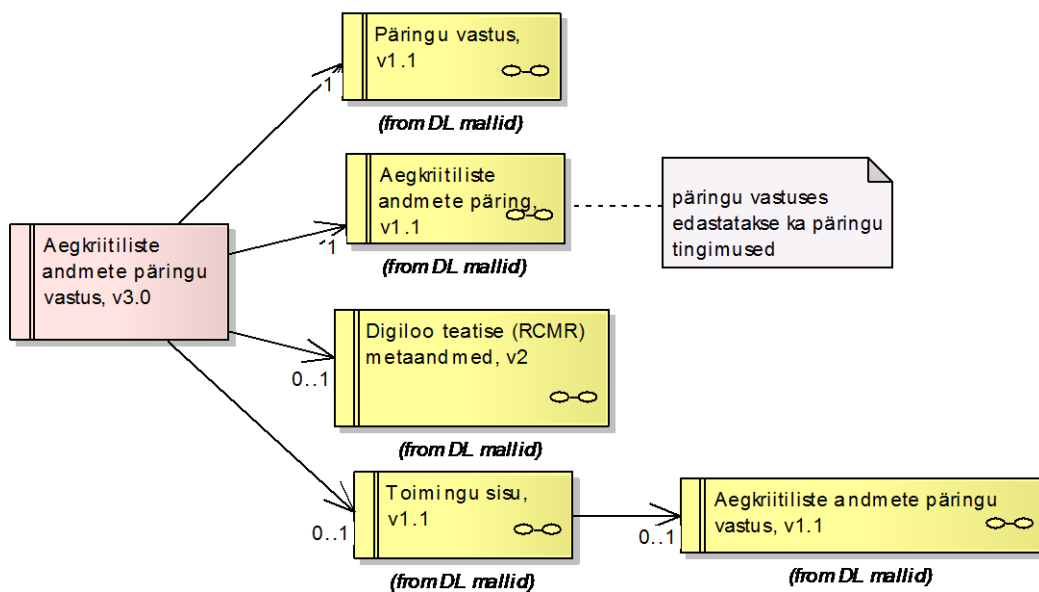 Päringu vastus,
v1.1
1
(from DL mallid)
Aegkriitiliste
andmete päring,
v1.1
1
(from DL mallid)
päringu vastuses
edastatakse ka päringu
tingimused
Aegkriitiliste
andmete päringu
vastus, v3.0
Digiloo teatise (RCMR)
metaandmed, v2
0..1
(from DL mallid)
Toimingu sisu,
v1.1
0..1
(from DL mallid)
Aegkriitiliste andmete päringu
vastus, v1.1
0..1
(from DL mallid)